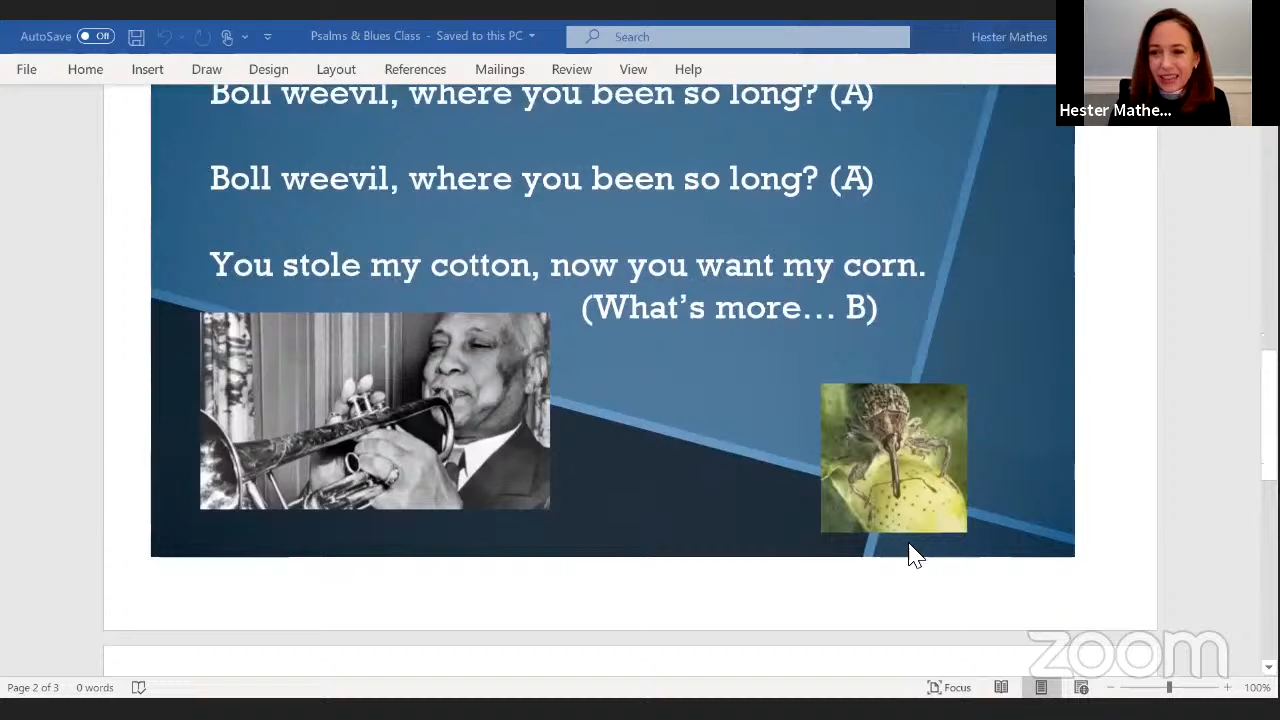 AutoSave Off Psalms & Blues Class - Saved to this PC Search Hester Mathes
File Home Insert Draw Design Layout References Mailings Review View Help
Hester Mathe...
Boll weevil, where you been so long? (A)
Boll weevil, where you been so long? (A)
You stole my cotton, now you want my corn.
(What's more... B)
zoom
Page 2 of 3 0 words Focus 100%